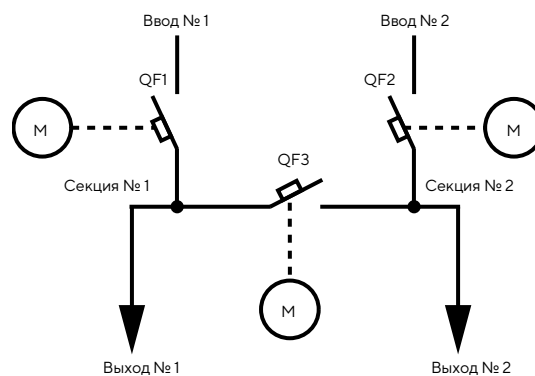 Ввод № 1
Ввод № 2
QF1
QF2
М
М
QF3
Секция № 1
Секция № 2
М
Выход № 1
Выход № 2